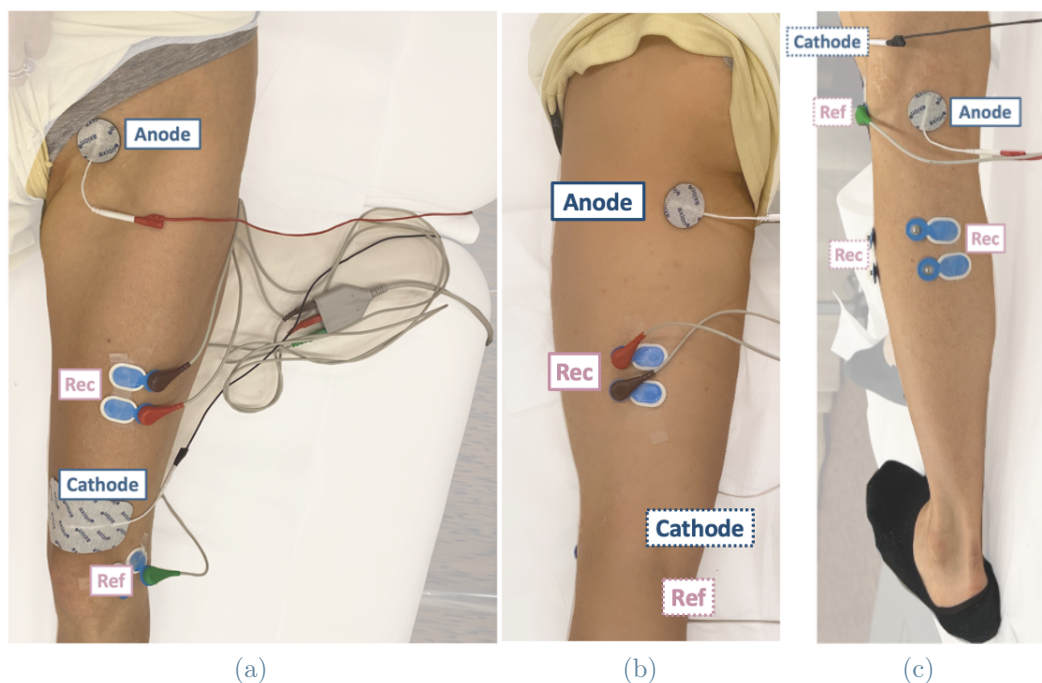 Anode
Rec
Cathode
Ref
(a)
Anode
Rec
Cathode
Ref
(b)
Cathode
Ref
Anode
Rec
Rec
(c)